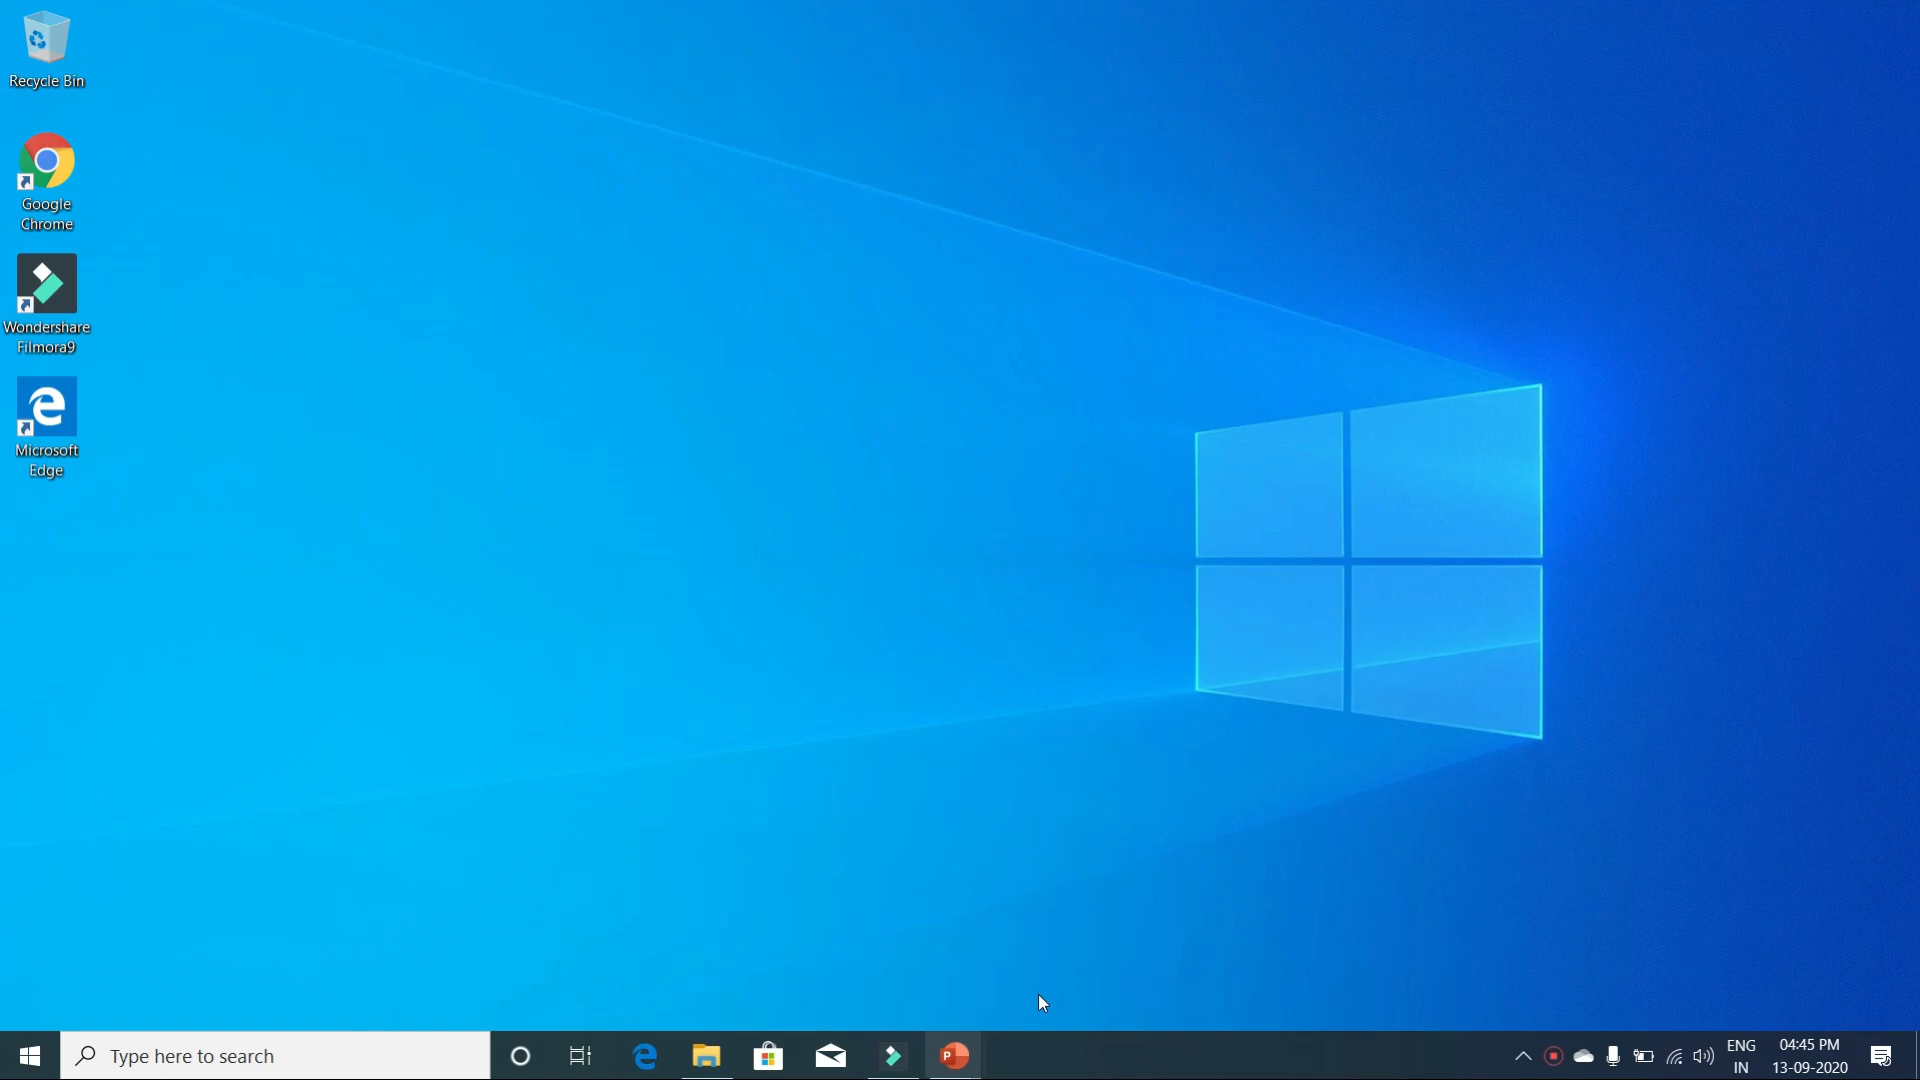 Recycle Bin
Google
Chrome
Wondershare
Filmora9
Microsoft
Edge
Type here to search
P
ENG
IN
04:45 PM
13-09-2020